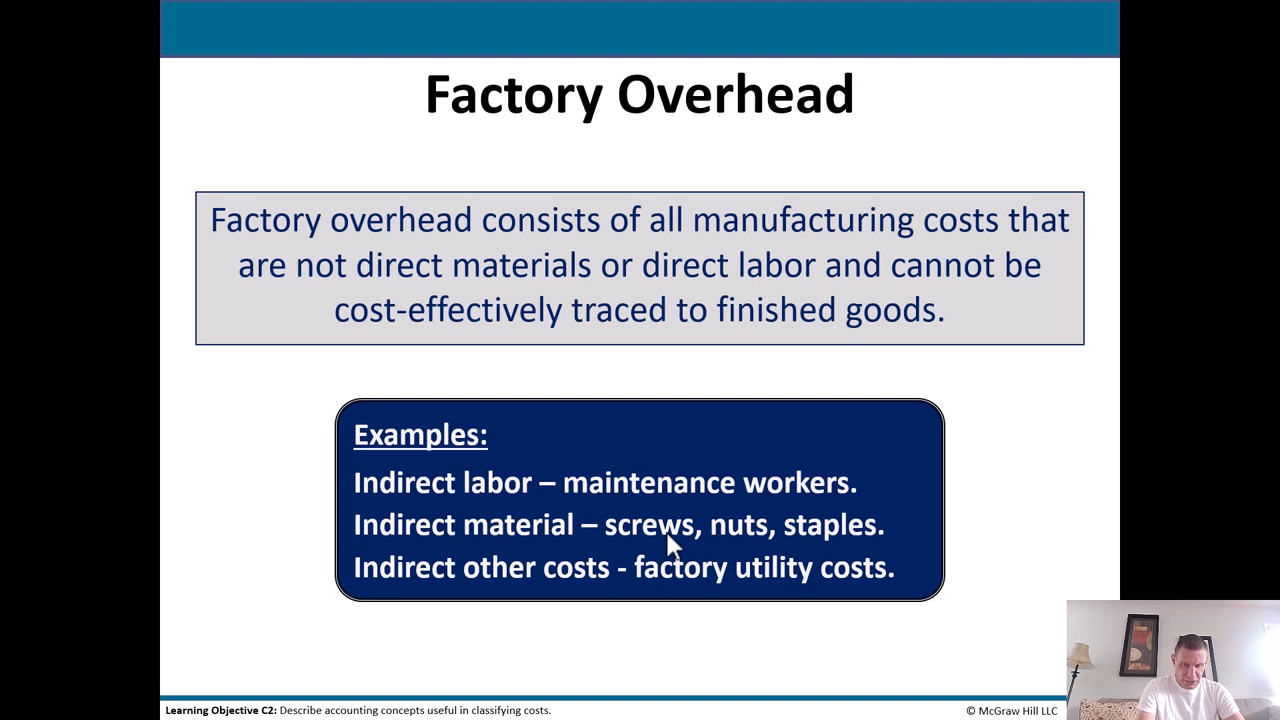 Factory Overhead
Factory overhead consists of all manufacturing costs that
are not direct materials or direct labor and cannot be
cost-effectively traced to finished goods.
Examples:
Indirect labor – maintenance workers.
Indirect material – screws, nuts, staples.
Indirect other costs - factory utility costs.
Learning Objective C2: Describe accounting concepts useful in classifying costs.
© McGraw Hill LLC